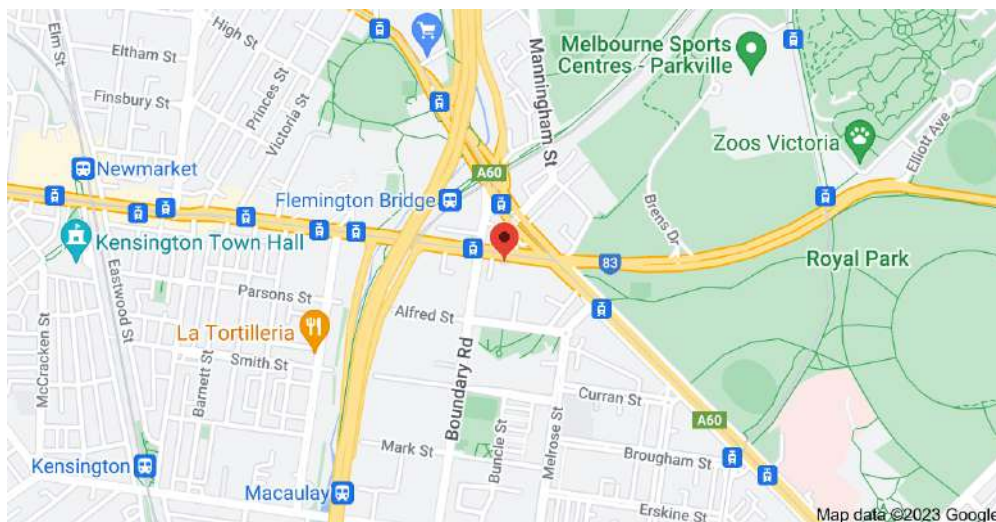 Elm St
Eltham St
High St
Finsbury St
Princes St
Victoria St
Manningham St
Melbourne Sports
Centres - Parkville
Zoos Victoria
Elliott Ave
Newmarket
A60
Flemington Bridge
Kensington Town Hall
Brens Dr
83
Royal Park
Eastwood St
Parsons St
Alfred St
La Tortilleria
Smith St
McCracken St
Barnett St
Boundary Rd
Curran St
A60
Mark St
Buncle St
Melrose St
Brougham St
Kensington
Macaulay
Erskine St
Map data ©2023 Google